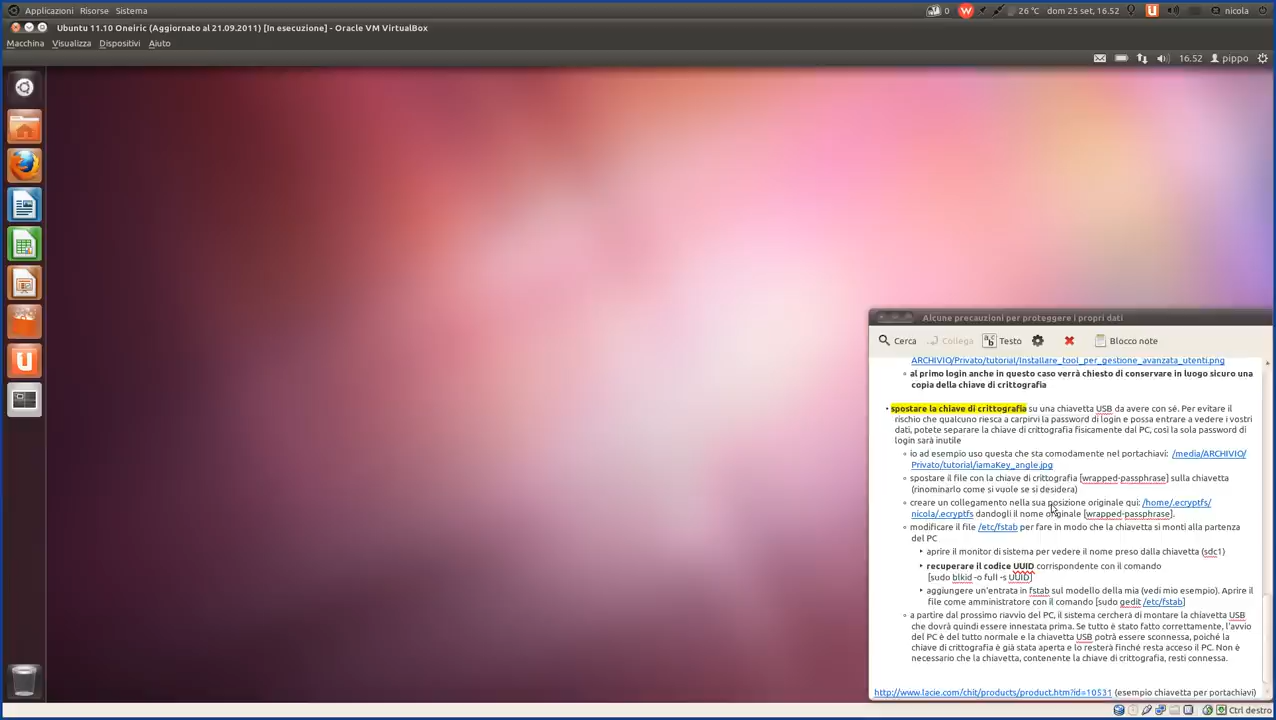 Applicazioni Risorse Sistema 0 26 °C dom 25 set, 16.52 nicola
Ubuntu 11.10 Oneiric (Aggiornato al 21.09.2011) [In esecuzione] - Oracle VM VirtualBox
Macchina Visualizza Dispositivi Aiuto
16.52 pippo
Alcune precauzioni per proteggere i propri dati
Cerca Collega Testo Blocco note
ARCHIVIO/Privato/tutorial/Installare_tool_per_gestione_avanzata_utenti.png
al primo login anche in questo caso verrà chiesto di conservare in luogo sicuro una
copia della chiave di crittografia
spostare la chiave di crittografia su una chiavetta USB da avere con sé. Per evitare il
rischio che qualcuno riesca a carpirvi la password di login e possa entrare a vedere i vostri
dati, potete separare la chiave di crittografia fisicamente dal PC, così la sola password di
login sarà inutile
io ad esempio uso questa che sta comodamente nel portachiavi: /media/ARCHIVIO/
Privato/tutorial/iamaKey_angle.jpg
spostare il file con la chiave di crittografia [wrapped-passphrase] sulla chiavetta
(rinominarlo come si vuole se si desidera)
creare un collegamento nella sua posizione originale qui: /home/.ecryptfs/
nicola/.ecryptfs dandogli il nome originale [wrapped-passphrase].
modificare il file /etc/fstab per fare in modo che la chiavetta si monti alla partenza
del PC
aprire il monitor di sistema per vedere il nome preso dalla chiavetta (sdc1)
recuperare il codice UUID corrispondente con il comando
[sudo blkid -o full -s UUID]
aggiungere un'entrata in fstab sul modello della mia (vedi mio esempio). Aprire il
file come amministratore con il comando [sudo gedit /etc/fstab]
a partire dal prossimo riavvio del PC, il sistema cercherà di montare la chiavetta USB
che dovrà quindi essere innestata prima. Se tutto è stato fatto correttamente, l'avvio
del PC è del tutto normale e la chiavetta USB potrà essere sconnessa, poiché la
chiave di crittografia è già stata aperta e lo resterà finché resta acceso il PC. Non è
necessario che la chiavetta, contenente la chiave di crittografia, resti connessa.
http://www.lacie.com/chit/products/product.htm?id=10531 (esempio chiavetta per portachiavi)
Ctrl destro